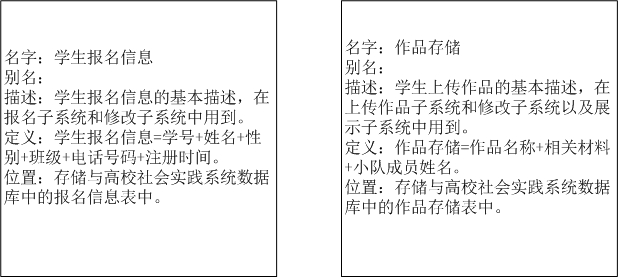 名字：学生报名信息
别名：
描述：学生报名信息的基本描述，在
报名子系统和修改子系统中用到。
定义：学生报名信息=学号+姓名+性
别+班级+电话号码+注册时间。
位置：存储与高校社会实践系统数据
库中的报名信息表中。
名字：作品存储
别名：
描述：学生上传作品的基本描述，在
上传作品子系统和修改子系统以及展
示子系统中用到。
定义：作品存储=作品名称+相关材料
+小队成员姓名。
位置：存储与高校社会实践系统数据
库中的作品存储表中。